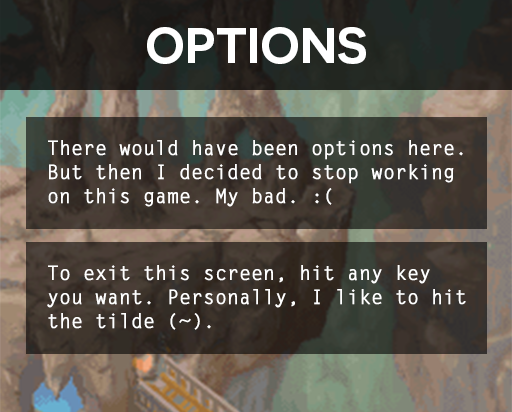 OPTIONS
There would have been options here.
But then I decided to stop working
on this game. My bad. :(
To exit this screen, hit any key
you want. Personally, I like to hit
the tilde (~).